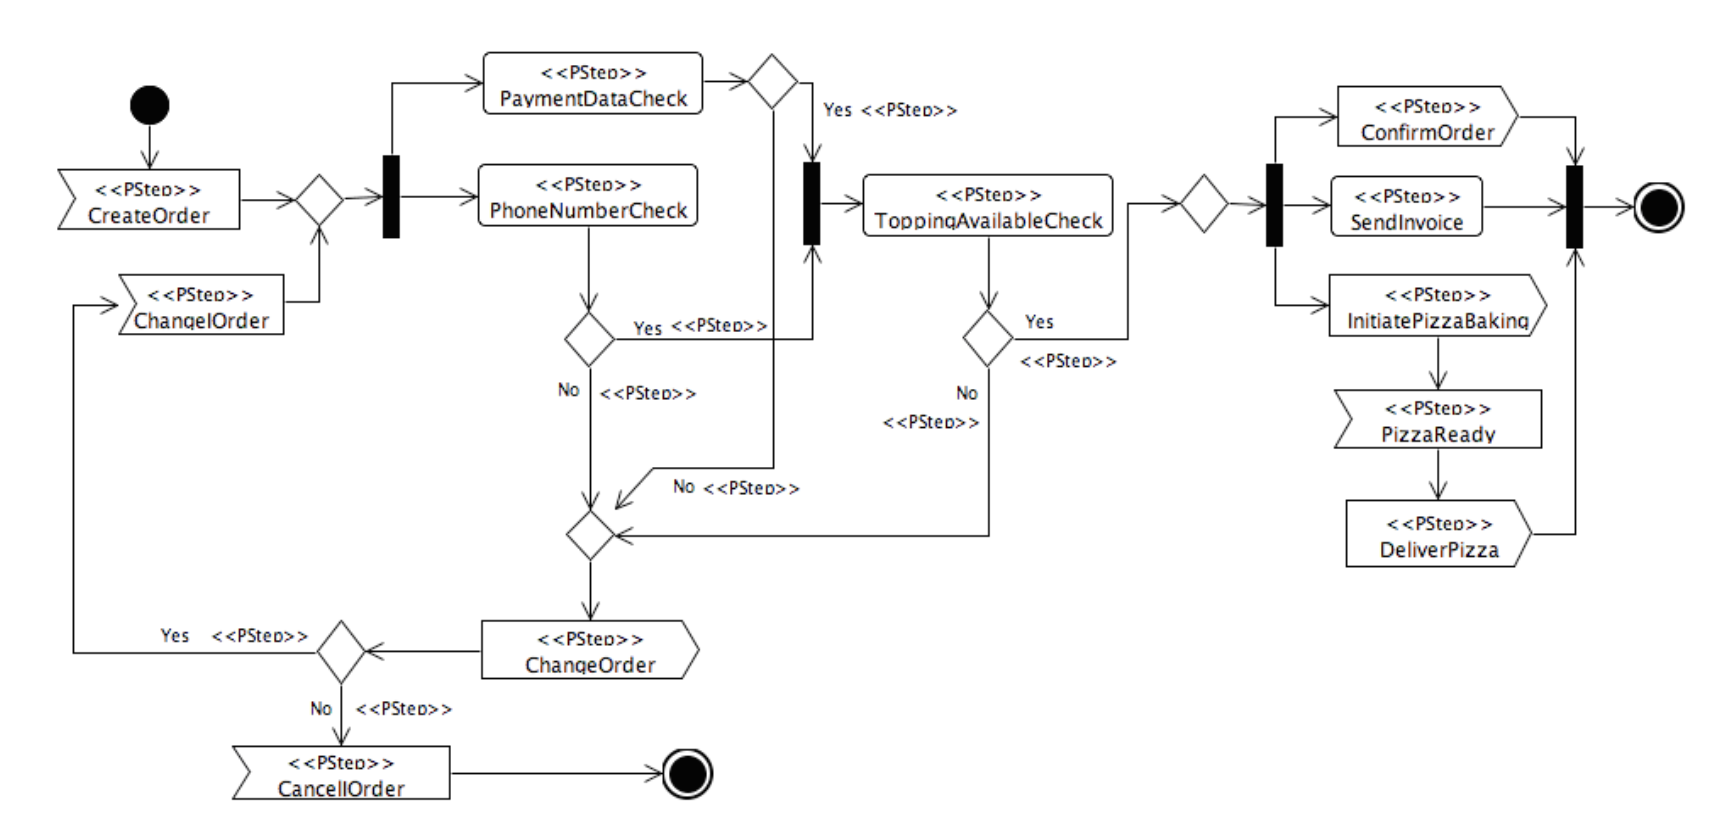 <<PStep>>
PaymentDataCheck
Yes <<PStep>>
<<PStep>>
ConfirmOrder
<<PStep>>
CreateOrder
<<PStep>>
PhoneNumberCheck
<<PStep>>
ToppingAvailableCheck
<<PStep>>
SendInvoice
<<PStep>>
ChangelOrder
Yes <<PStep>>
Yes
<<PStep>>
<<PStep>>
InitiatePizzaBaking
No <<PStep>>
No
<<PStep>>
<<PStep>>
PizzaReady
No <<PStep>>
<<PStep>>
DeliverPizza
Yes <<PStep>>
<<PStep>>
ChangeOrder
No <<PStep>>
<<PStep>>
CancellOrder